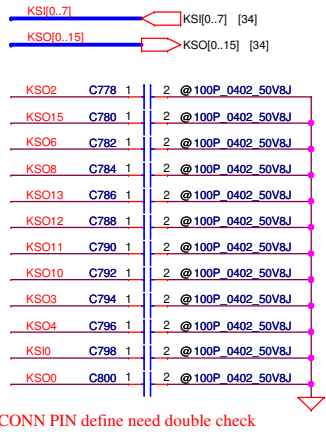 KSI[0..7] KSI[0..7] [34]
KSO[0..15] KSO[0..15] [34]
KSO2 C778 1 2 @100P_0402_50V8J
KSO15 C780 1 2 @100P_0402_50V8J
KSO6 C782 1 2 @100P_0402_50V8J
KSO8 C784 1 2 @100P_0402_50V8J
KSO13 C786 1 2 @100P_0402_50V8J
KSO12 C788 1 2 @100P_0402_50V8J
KSO11 C790 1 2 @100P_0402_50V8J
KSO10 C792 1 2 @100P_0402_50V8J
KSO3 C794 1 2 @100P_0402_50V8J
KSO4 C796 1 2 @100P_0402_50V8J
KSI0 C798 1 2 @100P_0402_50V8J
KSO0 C800 1 2 @100P_0402_50V8J
CONN PIN define need double check